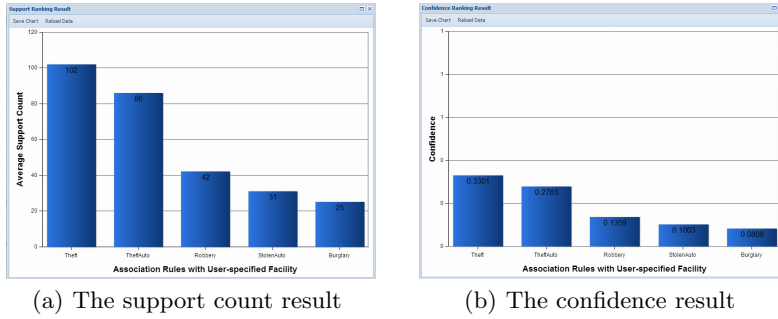 Support Ranking Result
Save Chart Reload Data
120
100
80
60
40
20
0
Average Support Count
102
86
42
31
25
Theft TheftAuto Robbery StolenAuto Burglary
Association Rules with User-specified Facility
(a) The support count result
Confidence Ranking Result
Save Chart Reload Data
1
1
1
0
0
0
Confidence
0.3301
0.2783
0.1359
0.1003
0.0809
Theft TheftAuto Robbery StolenAuto Burglary
Association Rules with User-specified Facility
(b) The confidence result